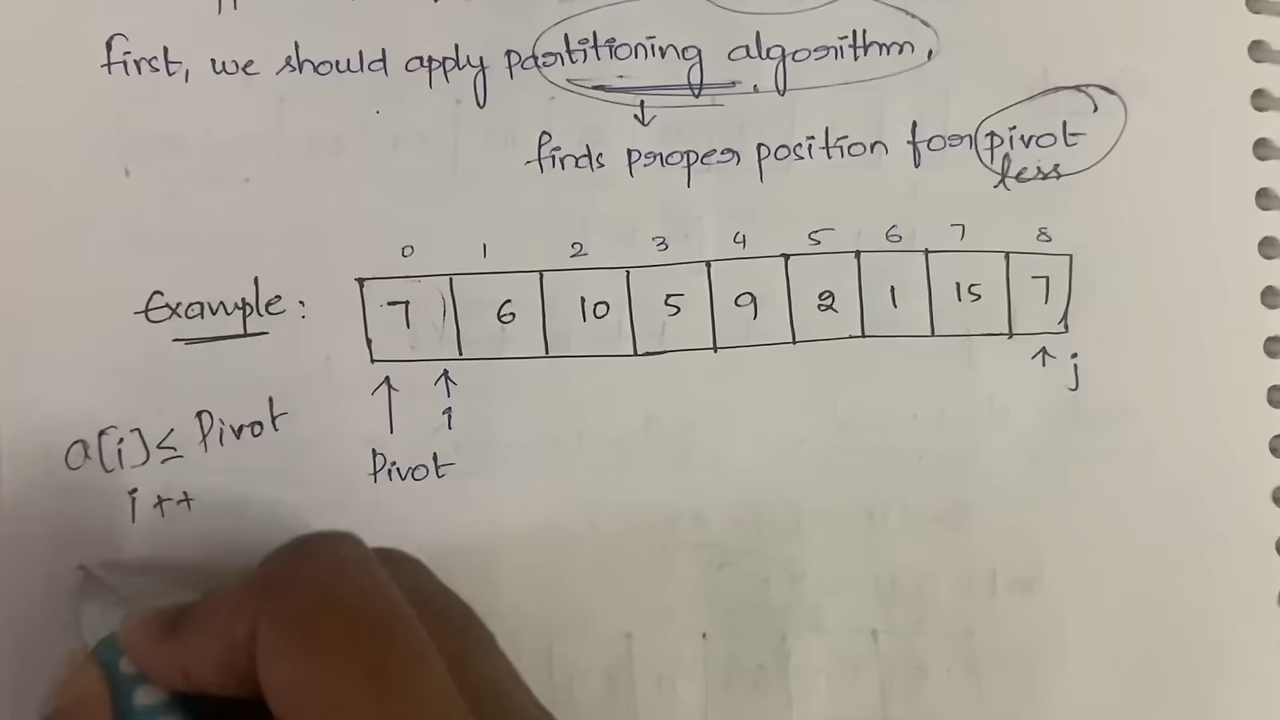 first, we should apply partitioning algorithm.
↓
finds proper position for pivot
less
0 1 2 3 4 5 6 7 8
Example: 7 6 10 5 9 2 1 15 7
↑ ↑ ↑ j
i
a[i] ≤ Pivot
Pivot
i++